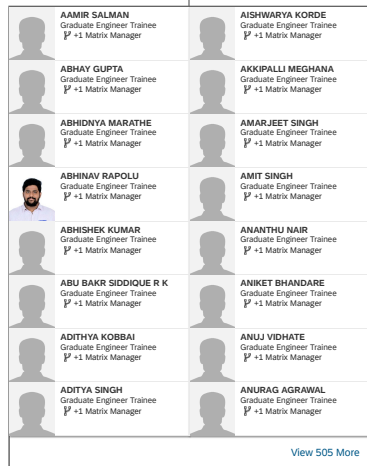 AAMIR SALMAN
Graduate Engineer Trainee
+1 Matrix Manager
ABHAY GUPTA
Graduate Engineer Trainee
+1 Matrix Manager
ABHIDNYA MARATHE
Graduate Engineer Trainee
+1 Matrix Manager
ABHINAV RAPOLU
Graduate Engineer Trainee
+1 Matrix Manager
ABHISHEK KUMAR
Graduate Engineer Trainee
+1 Matrix Manager
ABU BAKR SIDDIQUE R K
Graduate Engineer Trainee
+1 Matrix Manager
ADITHYA KOBBAI
Graduate Engineer Trainee
+1 Matrix Manager
ADITYA SINGH
Graduate Engineer Trainee
+1 Matrix Manager
AISHWARYA KORDE
Graduate Engineer Trainee
+1 Matrix Manager
AKKIPALLI MEGHANA
Graduate Engineer Trainee
+1 Matrix Manager
AMARJEET SINGH
Graduate Engineer Trainee
+1 Matrix Manager
AMIT SINGH
Graduate Engineer Trainee
+1 Matrix Manager
ANANTHU NAIR
Graduate Engineer Trainee
+1 Matrix Manager
ANIKET BHANDARE
Graduate Engineer Trainee
+1 Matrix Manager
ANUJ VIDHATE
Graduate Engineer Trainee
+1 Matrix Manager
ANURAG AGRAWAL
Graduate Engineer Trainee
+1 Matrix Manager
View 505 More